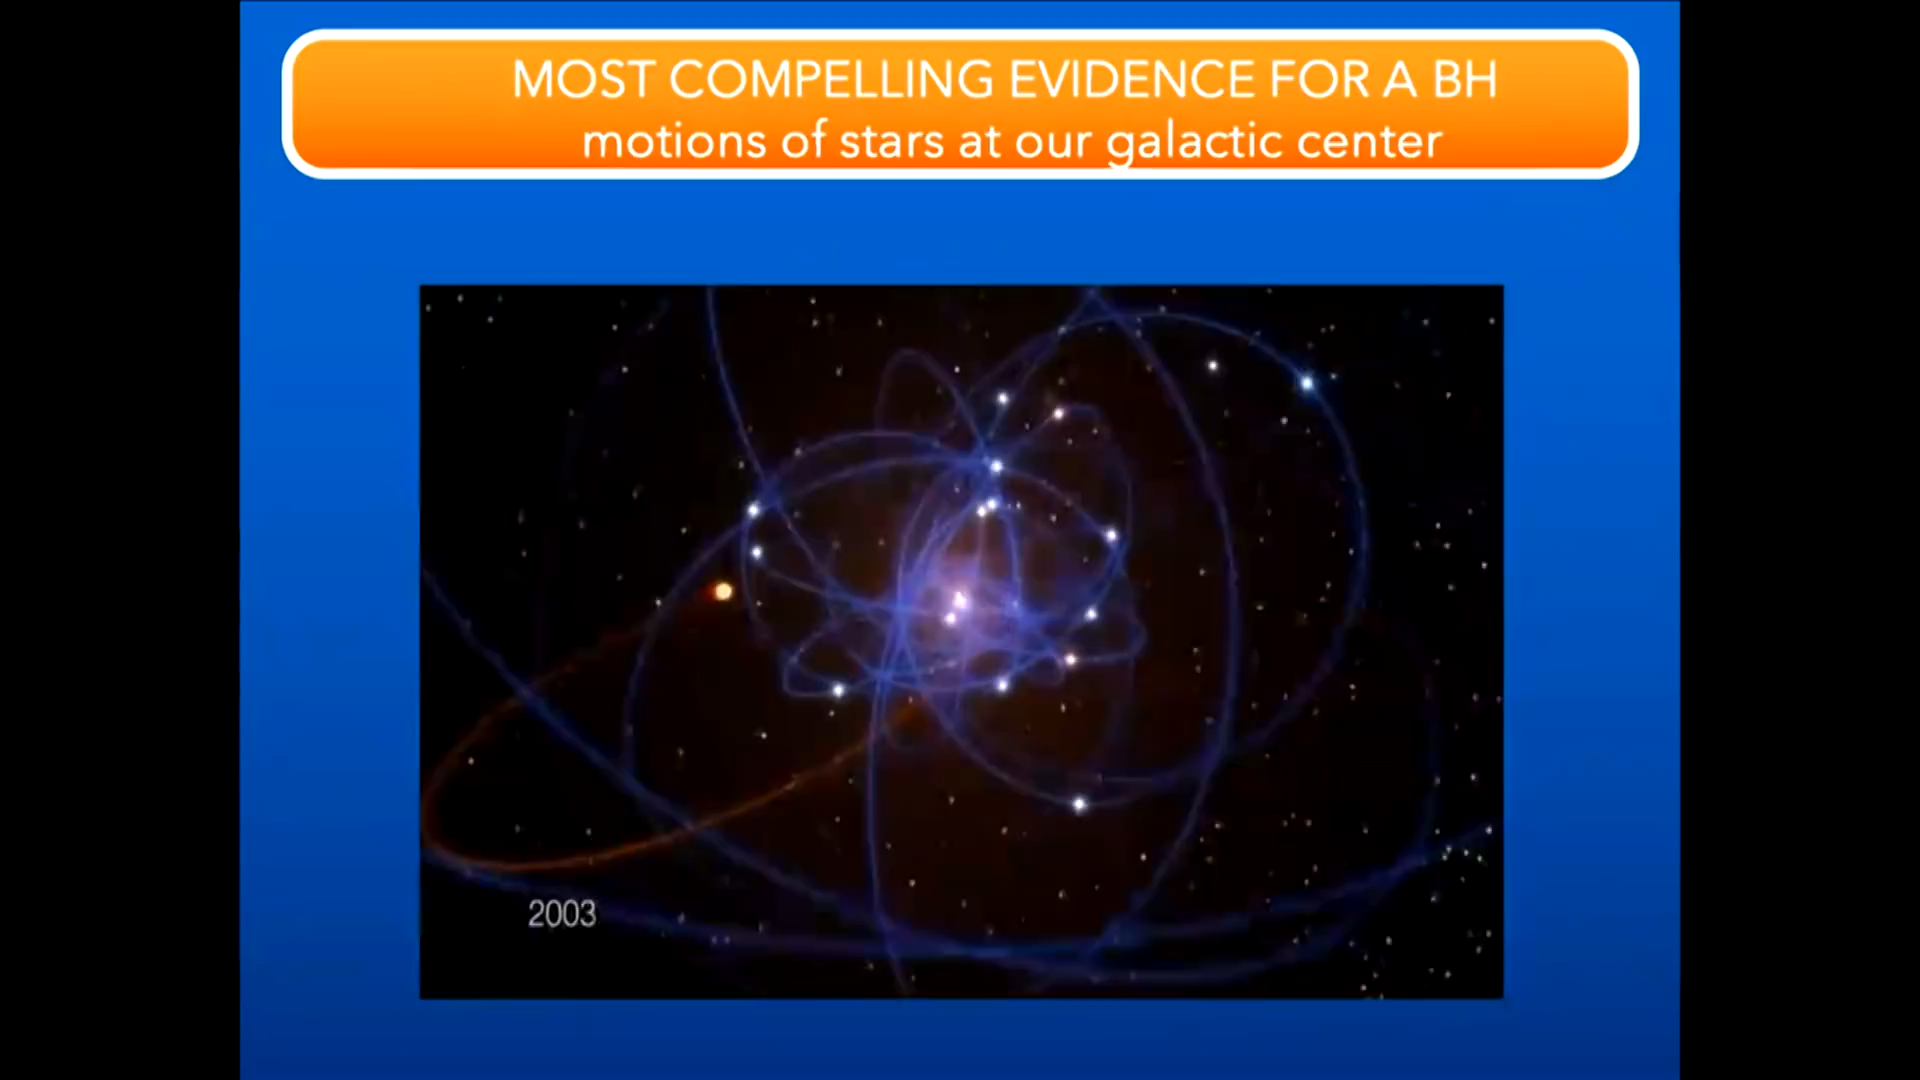 MOST COMPELLING EVIDENCE FOR A BH
motions of stars at our galactic center
2003